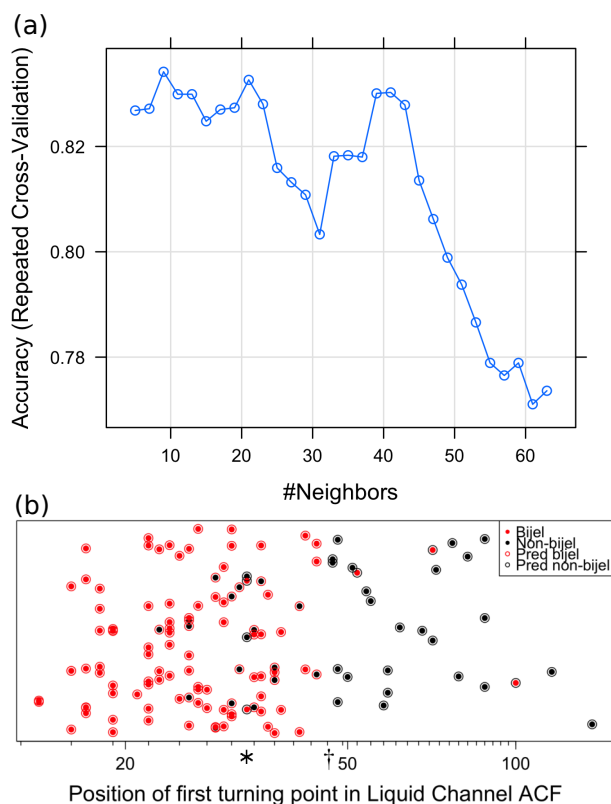 (a)
Accuracy (Repeated Cross-Validation)
0.82
0.80
0.78
10 20 30 40 50 60
#Neighbors
(b)
Bijel
Non-bijel
Pred bijel
Pred non-bijel
20 * † 50 100
Position of first turning point in Liquid Channel ACF